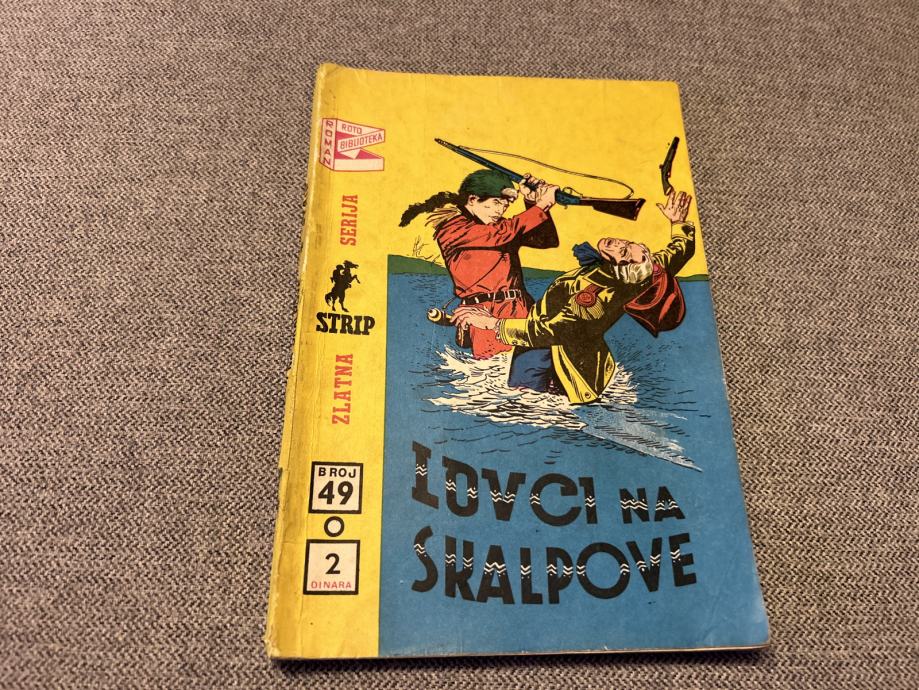 ROMAN
ROTO
BIBLIOTEKA
ZLATNA
STRIP
SERIJA
BROJ
49
2
DINARA
LOVCI NA
SKALPOVE